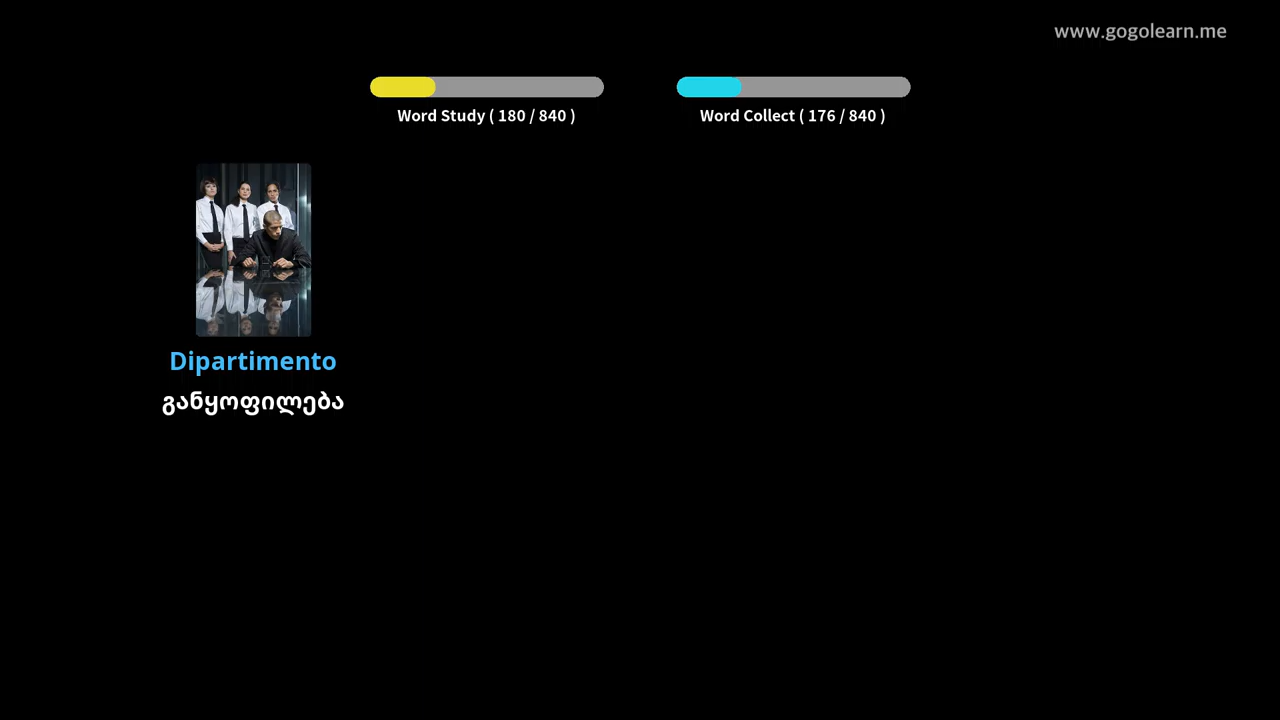 www.gogolearn.me
Word Study ( 180 / 840 )
Word Collect ( 176 / 840 )
Dipartimento
განყოფილება